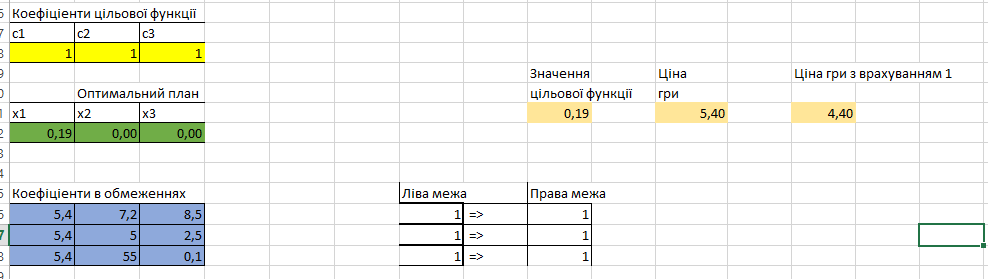 Коефіцієнти цільової функції
c1 c2 c3
1 1 1
Значення Ціна Ціна гри з врахуванням 1
Оптимальний план цільової функції гри
x1 x2 x3 0,19 5,40 4,40
0,19 0,00 0,00
Коефіцієнти в обмеженнях Ліва межа Права межа
5,4 7,2 8,5 1 => 1
5,4 5 2,5 1 => 1
5,4 55 0,1 1 => 1